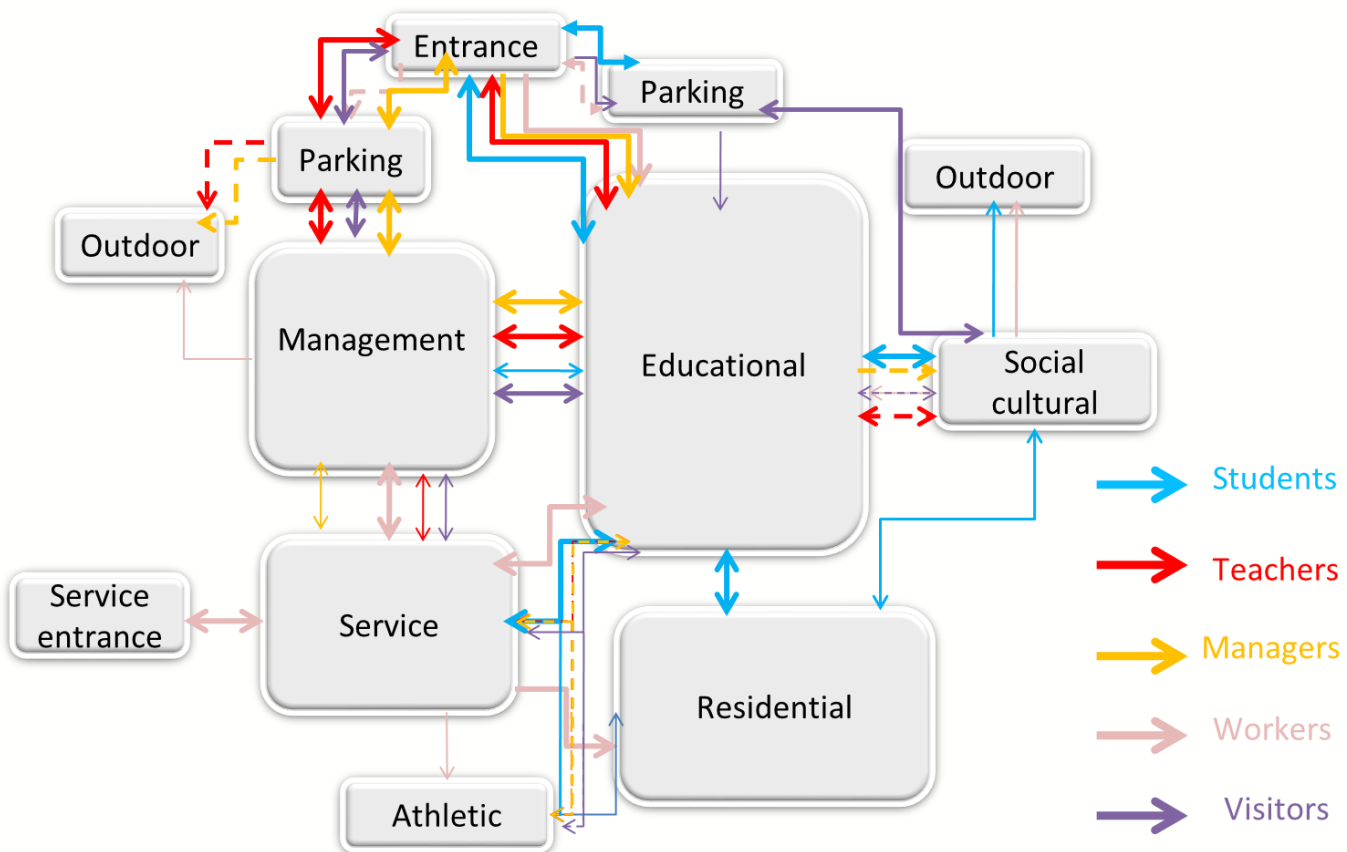 Entrance
Parking
Parking
Outdoor
Outdoor
Management
Educational
Social
cultural
Students
Teachers
Service
entrance
Service
Managers
Residential
Workers
Athletic
Visitors